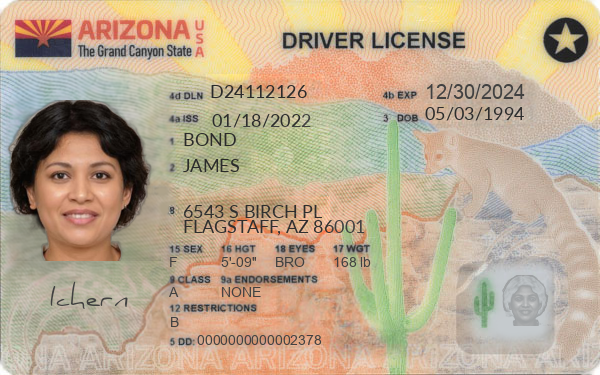 ARIZONA USA
The Grand Canyon State
DRIVER LICENSE
4d DLN D24112126
4b EXP 12/30/2024
4a ISS 01/18/2022
3 DOB 05/03/1994
1 BOND
2 JAMES
8 6543 S BIRCH PL
FLAGSTAFF, AZ 86001
15 SEX 16 HGT 18 EYES 17 WGT
F 5'-09" BRO 168 lb
9 CLASS 9a ENDORSEMENTS
A NONE
12 RESTRICTIONS
B
5 DD: 0000000000002378
ARIZONA ARIZONA ARIZONA ARIZONA